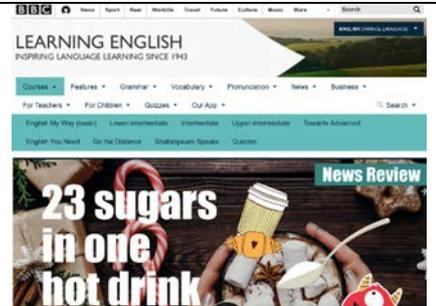 BBC News Sport Reel Worklife Travel Future Culture Music More Search
ENGLISH CHANGE LANGUAGE
LEARNING ENGLISH
INSPIRING LANGUAGE LEARNING SINCE 1943
Courses Features Grammar Vocabulary Pronunciation News Business
For Teachers For Children Quizzes Our App Search
English My Way (basic) Lower-intermediate Intermediate Upper-Intermediate Towards Advanced
English You Need Go the Distance Shakespeare Speaks Quizzes
News Review
23 sugars
in one
hot drink